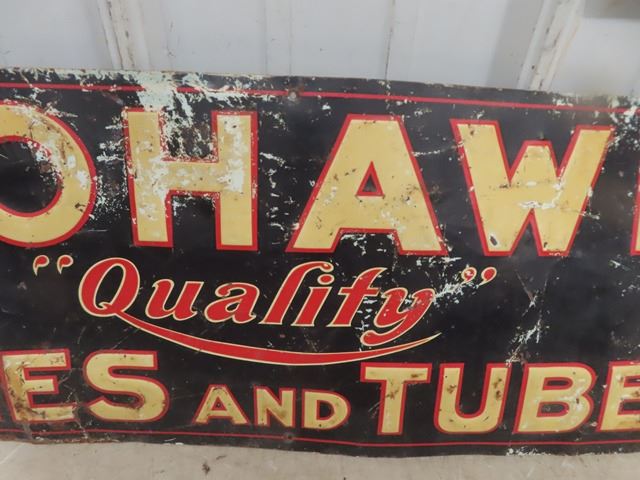 OHAW
"Quality"
ES AND TUBE